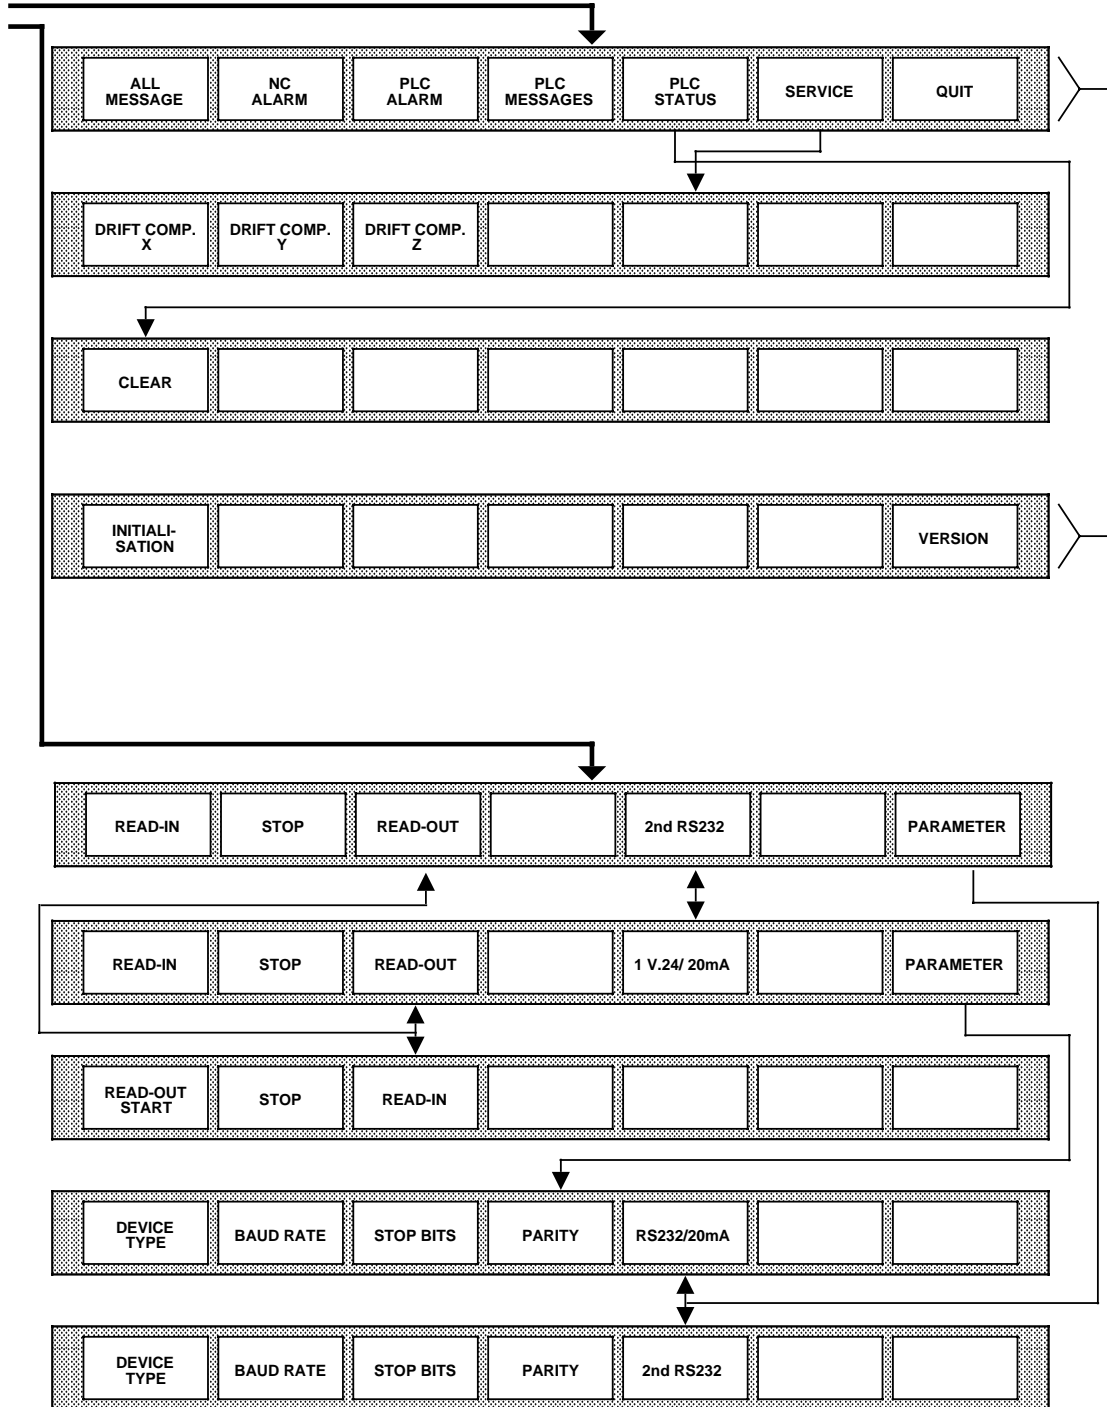 ALL
MESSAGE
NC
ALARM
PLC
ALARM
PLC
MESSAGES
PLC
STATUS
SERVICE
QUIT
DRIFT COMP.
X
DRIFT COMP.
Y
DRIFT COMP.
Z
CLEAR
INITIALI-
SATION
VERSION
READ-IN
STOP
READ-OUT
2nd RS232
PARAMETER
READ-IN
STOP
READ-OUT
1 V.24/ 20mA
PARAMETER
READ-OUT
START
STOP
READ-IN
DEVICE
TYPE
BAUD RATE
STOP BITS
PARITY
RS232/20mA
DEVICE
TYPE
BAUD RATE
STOP BITS
PARITY
2nd RS232